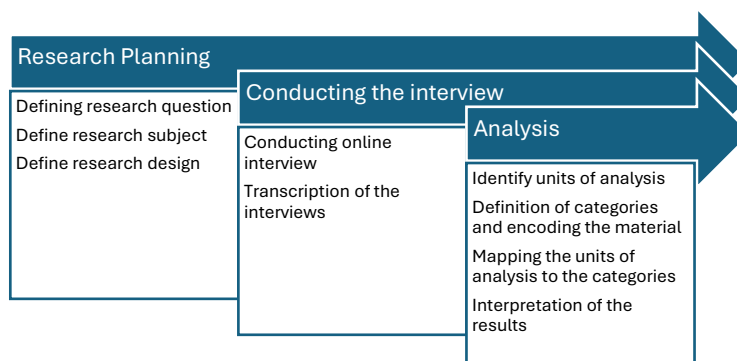 Research Planning
Defining research question
Define research subject
Define research design
Conducting the interview
Conducting online
interview
Transcription of the
interviews
Analysis
Identify units of analysis
Definition of categories
and encoding the material
Mapping the units of
analysis to the categories
Interpretation of the
results